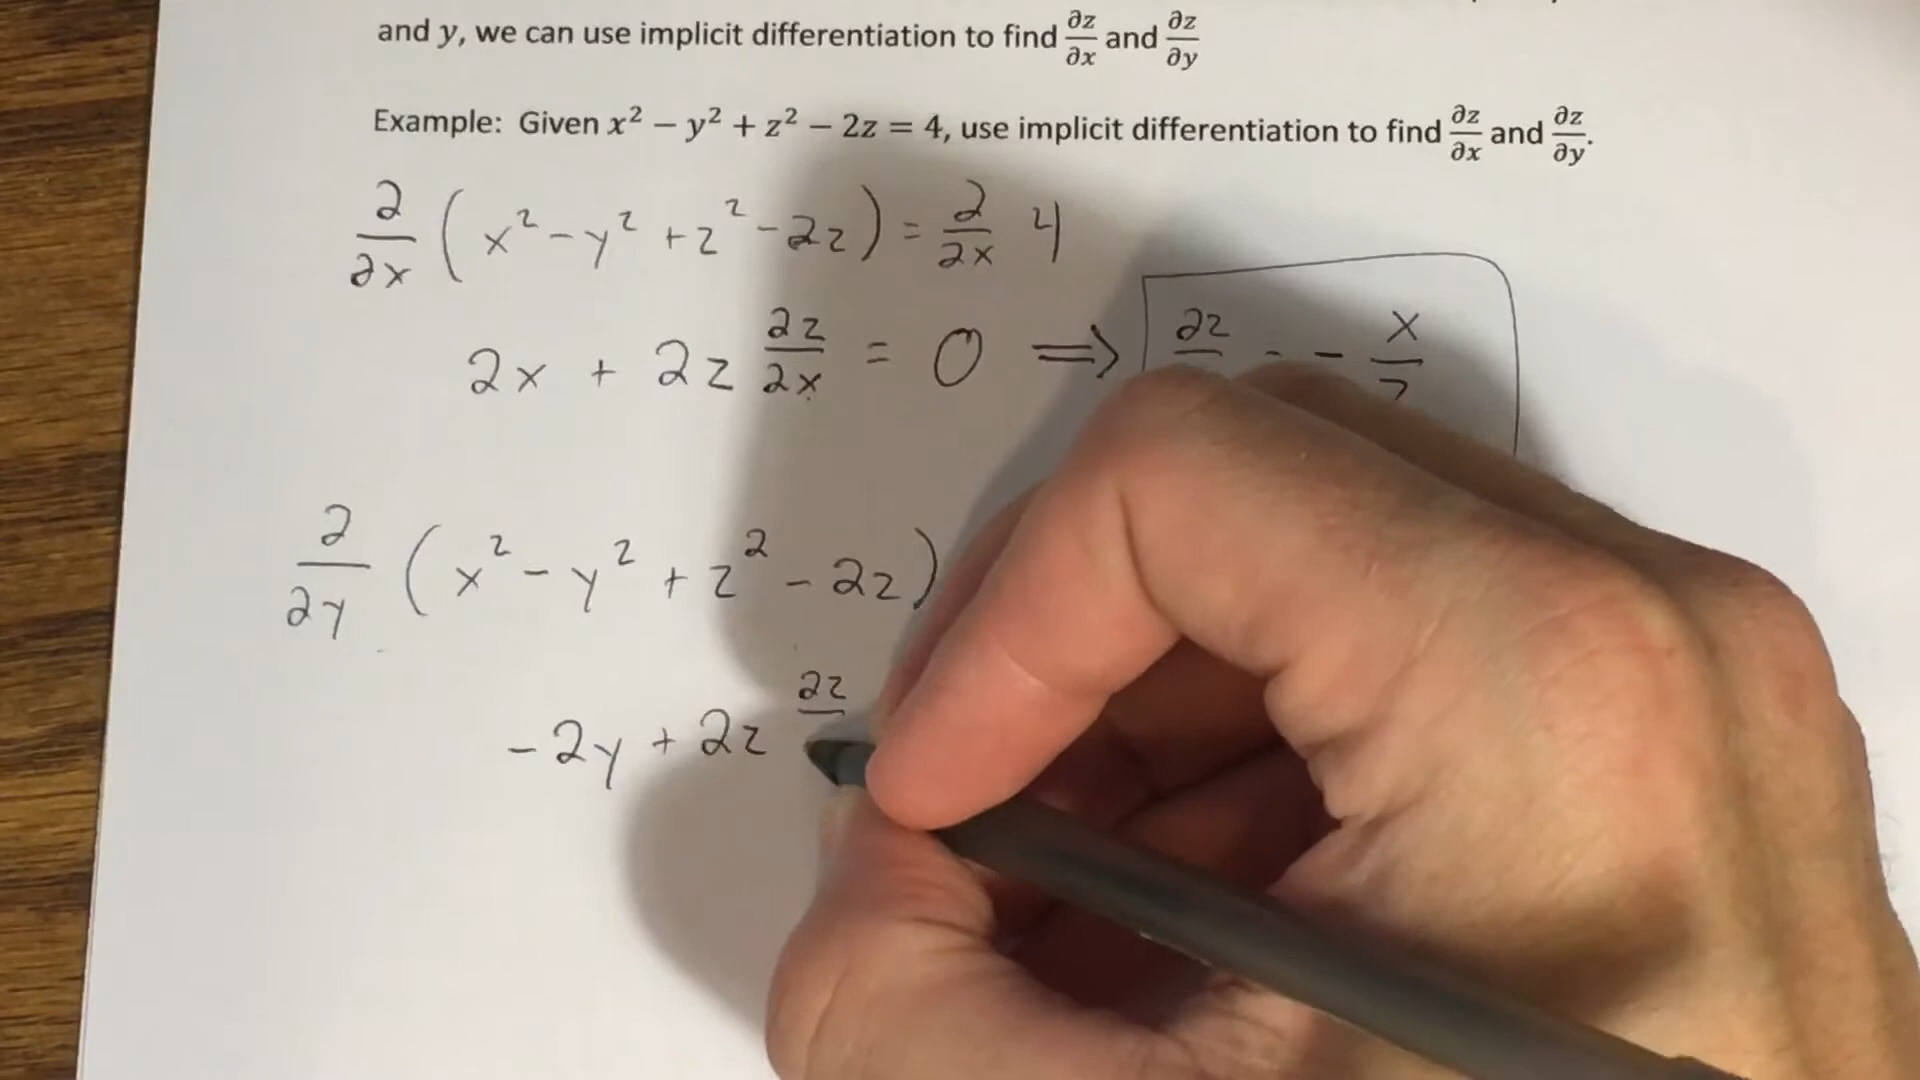 and y, we can use implicit differentiation to find ∂z/∂x and ∂z/∂y
Example: Given x² − y² + z² − 2z = 4, use implicit differentiation to find ∂z/∂x and ∂z/∂y.
∂/∂x (x² − y² + z² − 2z) = ∂/∂x 4
2x + 2z ∂z/∂x = 0 ⟹ ∂z − x/z
∂/∂y (x² − y² + z² − 2z)
−2y + 2z ∂z